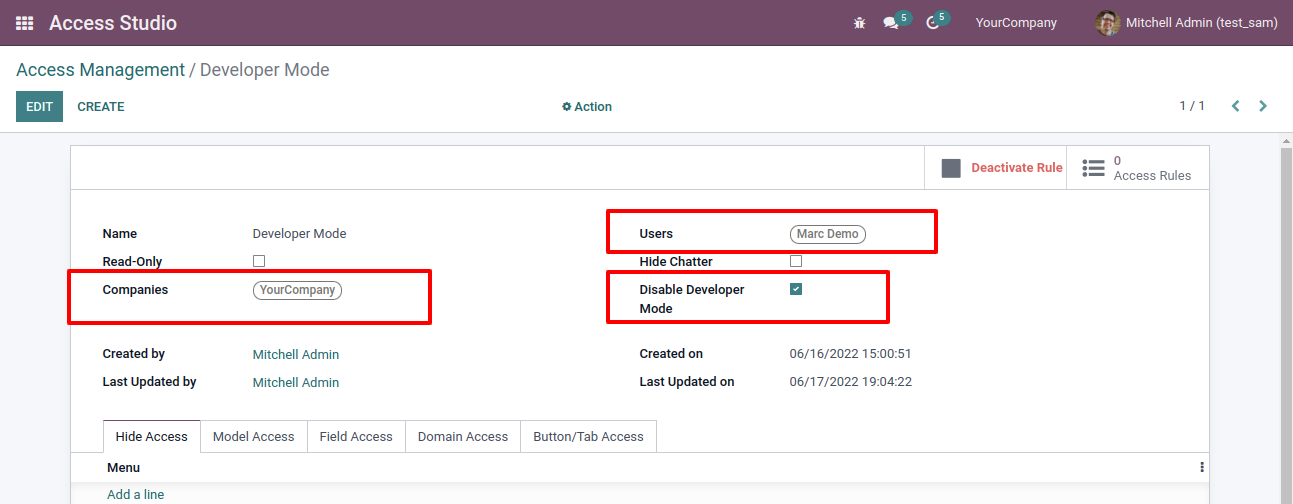 Access Studio 5 5 YourCompany Mitchell Admin (test_sam)
Access Management / Developer Mode
EDIT CREATE Action 1 / 1
Deactivate Rule 0 Access Rules
Name Developer Mode Users Marc Demo
Read-Only Hide Chatter
Companies YourCompany Disable Developer Mode
Created by Mitchell Admin Created on 06/16/2022 15:00:51
Last Updated by Mitchell Admin Last Updated on 06/17/2022 19:04:22
Hide Access Model Access Field Access Domain Access Button/Tab Access
Menu
Add a line